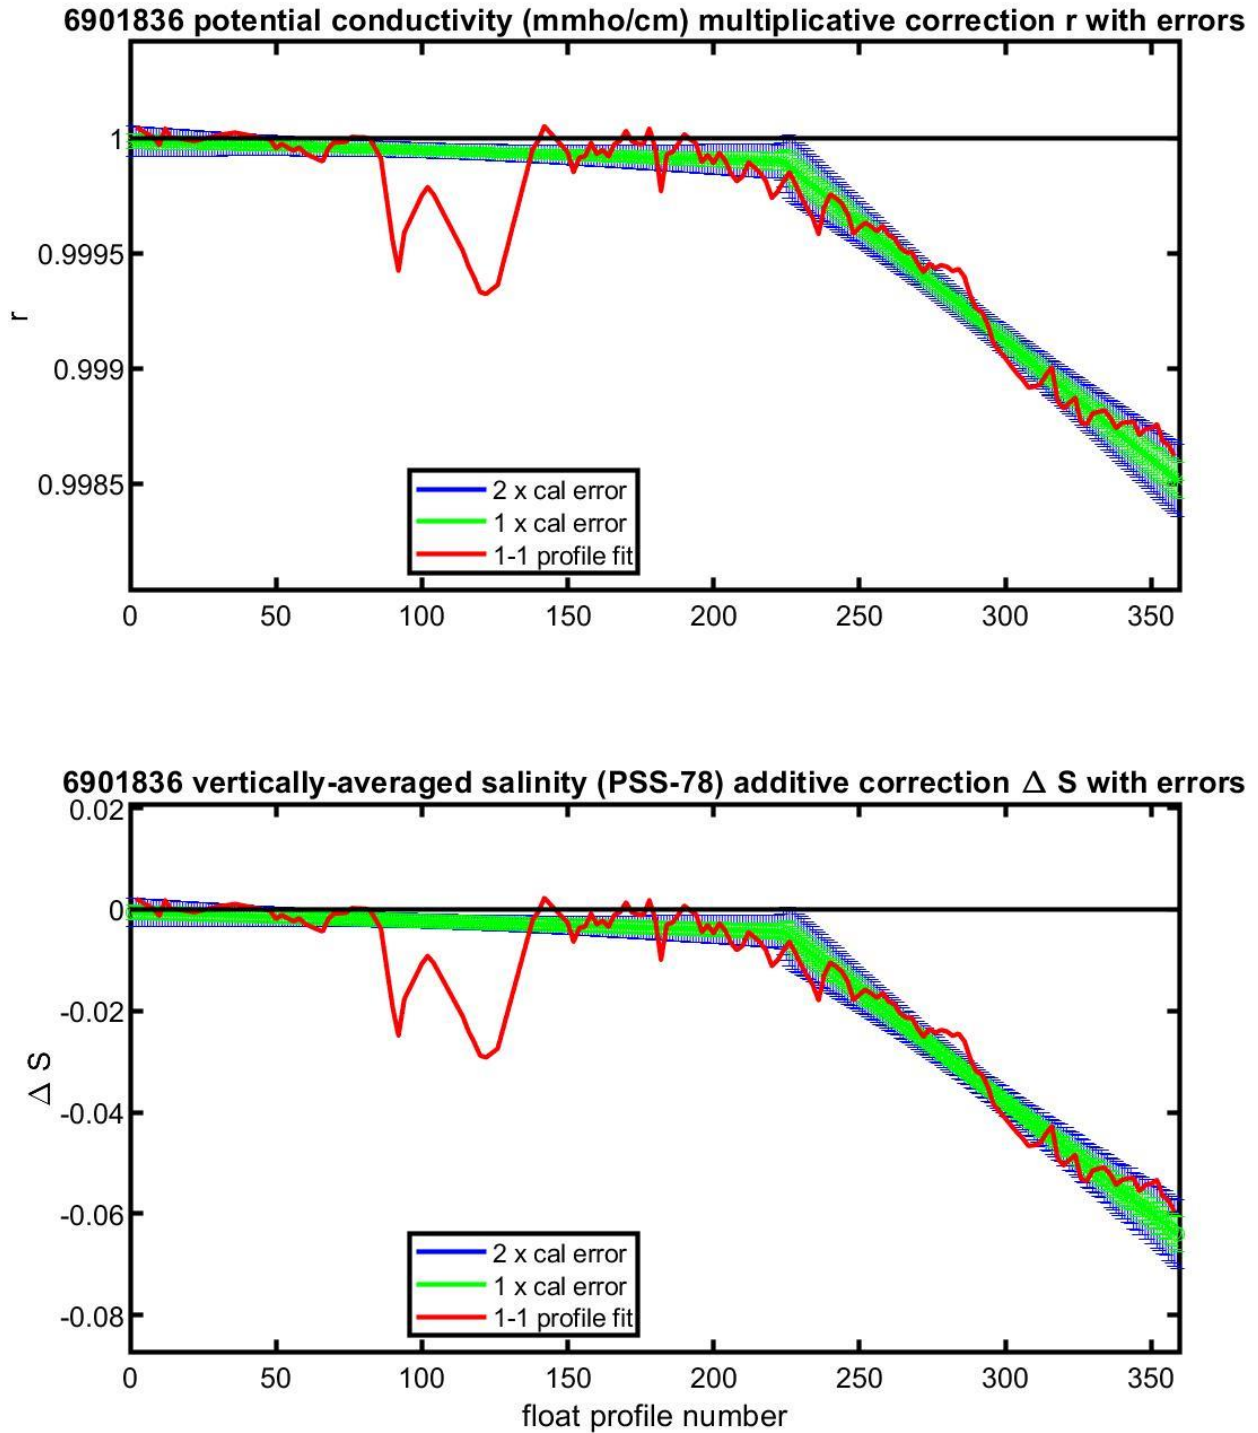 6901836 potential conductivity (mmho/cm) multiplicative correction r with errors
1
0.9995
0.999
0.9985
r
2 x cal error
1 x cal error
1-1 profile fit
0 50 100 150 200 250 300 350
6901836 vertically-averaged salinity (PSS-78) additive correction Δ S with errors
0.02
0
-0.02
-0.04
-0.06
-0.08
Δ S
2 x cal error
1 x cal error
1-1 profile fit
0 50 100 150 200 250 300 350
float profile number